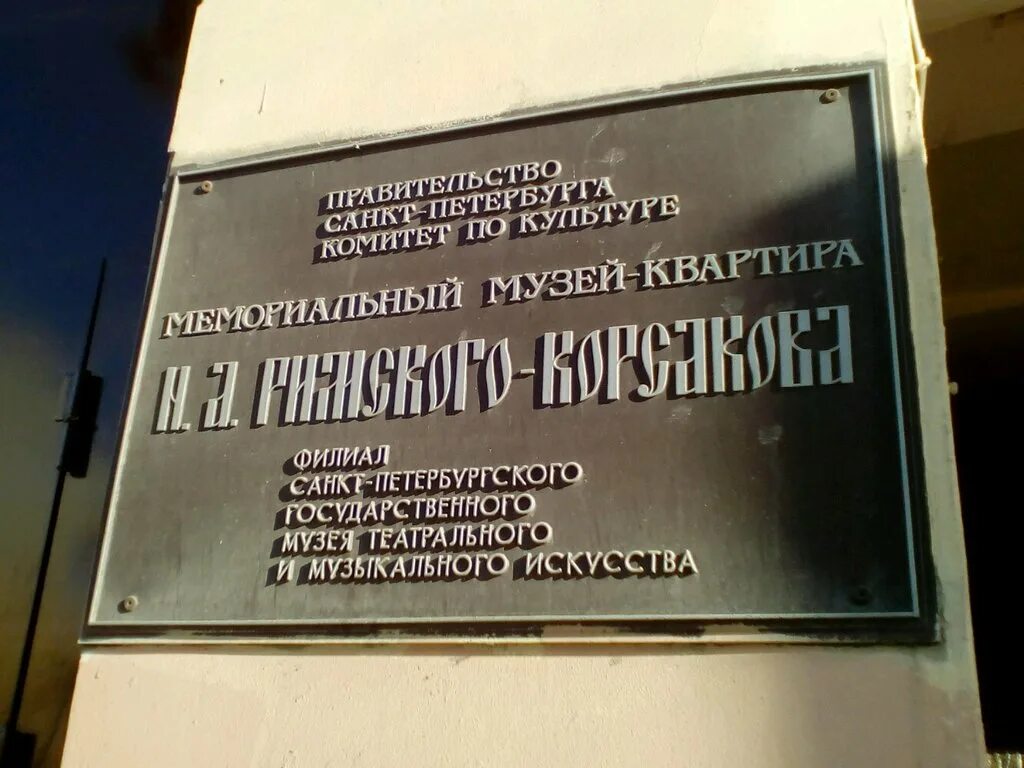 ПРАВИТЕЛЬСТВО
САНКТ-ПЕТЕРБУРГА
КОМИТЕТ ПО КУЛЬТУРЕ
МЕМОРИАЛЬНЫЙ МУЗЕЙ-КВАРТИРА
Н. А. РИМСКОГО-КОРСАКОВА
ФИЛИАЛ
САНКТ-ПЕТЕРБУРГСКОГО
ГОСУДАРСТВЕННОГО
МУЗЕЯ ТЕАТРАЛЬНОГО
И МУЗЫКАЛЬНОГО ИСКУССТВА